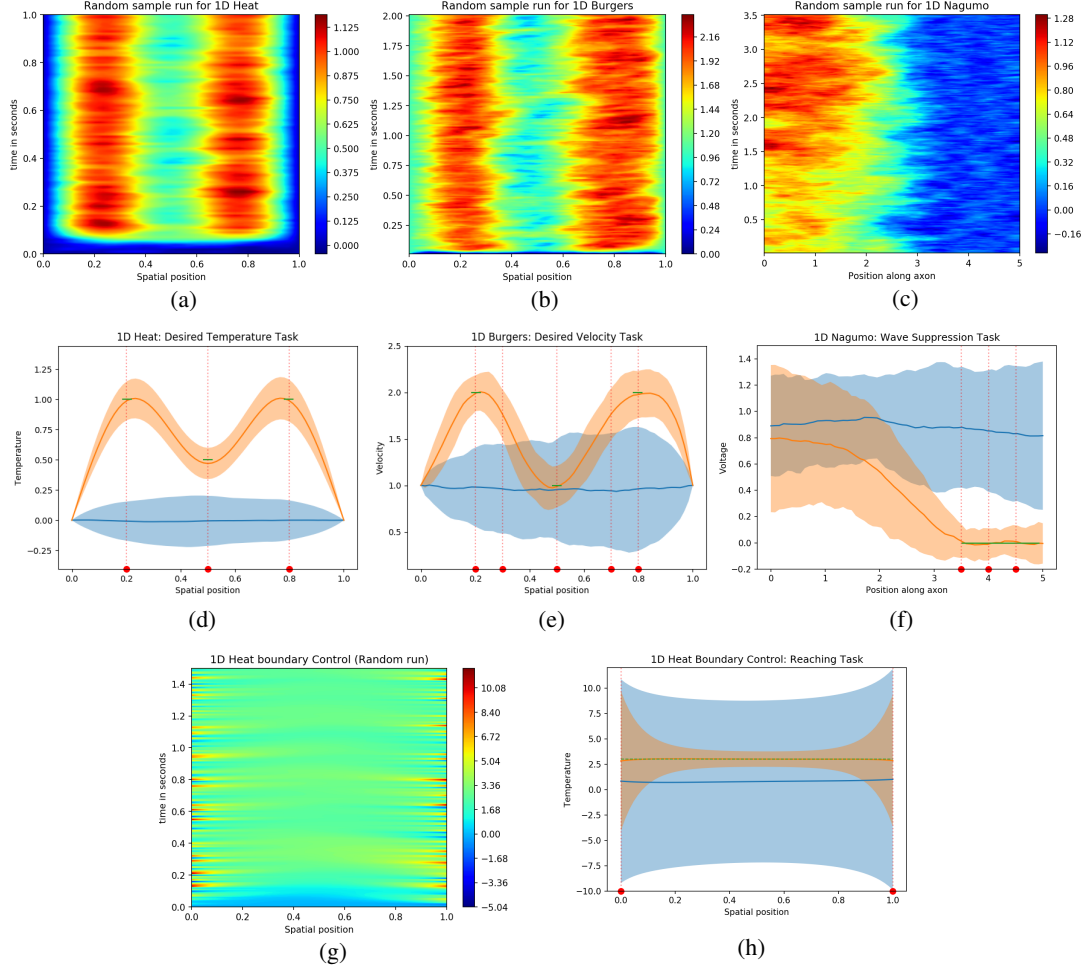 Random sample run for 1D Heat
time in seconds
1.0
0.8
0.6
0.4
0.2
0.0
0.0 0.2 0.4 0.6 0.8 1.0
Spatial position
1.125
1.000
0.875
0.750
0.625
0.500
0.375
0.250
0.125
0.000
(a)
Random sample run for 1D Burgers
time in seconds
2.00
1.75
1.50
1.25
1.00
0.75
0.50
0.25
0.0 0.2 0.4 0.6 0.8 1.0
Spatial position
2.16
1.92
1.68
1.44
1.20
0.96
0.72
0.48
0.24
0.00
(b)
Random sample run for 1D Nagumo
time in seconds
3.5
3.0
2.5
2.0
1.5
1.0
0.5
0 1 2 3 4 5
Position along axon
1.28
1.12
0.96
0.80
0.64
0.48
0.32
0.16
0.00
−0.16
(c)
1D Heat: Desired Temperature Task
Temperature
1.25
1.00
0.75
0.50
0.25
0.00
−0.25
0.0 0.2 0.4 0.6 0.8 1.0
Spatial position
(d)
1D Burgers: Desired Velocity Task
Velocity
2.5
2.0
1.5
1.0
0.5
0.0 0.2 0.4 0.6 0.8 1.0
Spatial position
(e)
1D Nagumo: Wave Suppression Task
Voltage
1.4
1.2
1.0
0.8
0.6
0.4
0.2
0.0
−0.2
0 1 2 3 4 5
Position along axon
(f)
1D Heat boundary Control (Random run)
time in seconds
1.4
1.2
1.0
0.8
0.6
0.4
0.2
0.0
0.0 0.2 0.4 0.6 0.8 1.0
Spatial position
10.08
8.40
6.72
5.04
3.36
1.68
0.00
−1.68
−3.36
−5.04
(g)
1D Heat Boundary Control: Reaching Task
Temperature
10.0
7.5
5.0
2.5
0.0
−2.5
−5.0
−7.5
−10.0
0.0 0.2 0.4 0.6 0.8 1.0
Spatial position
(h)